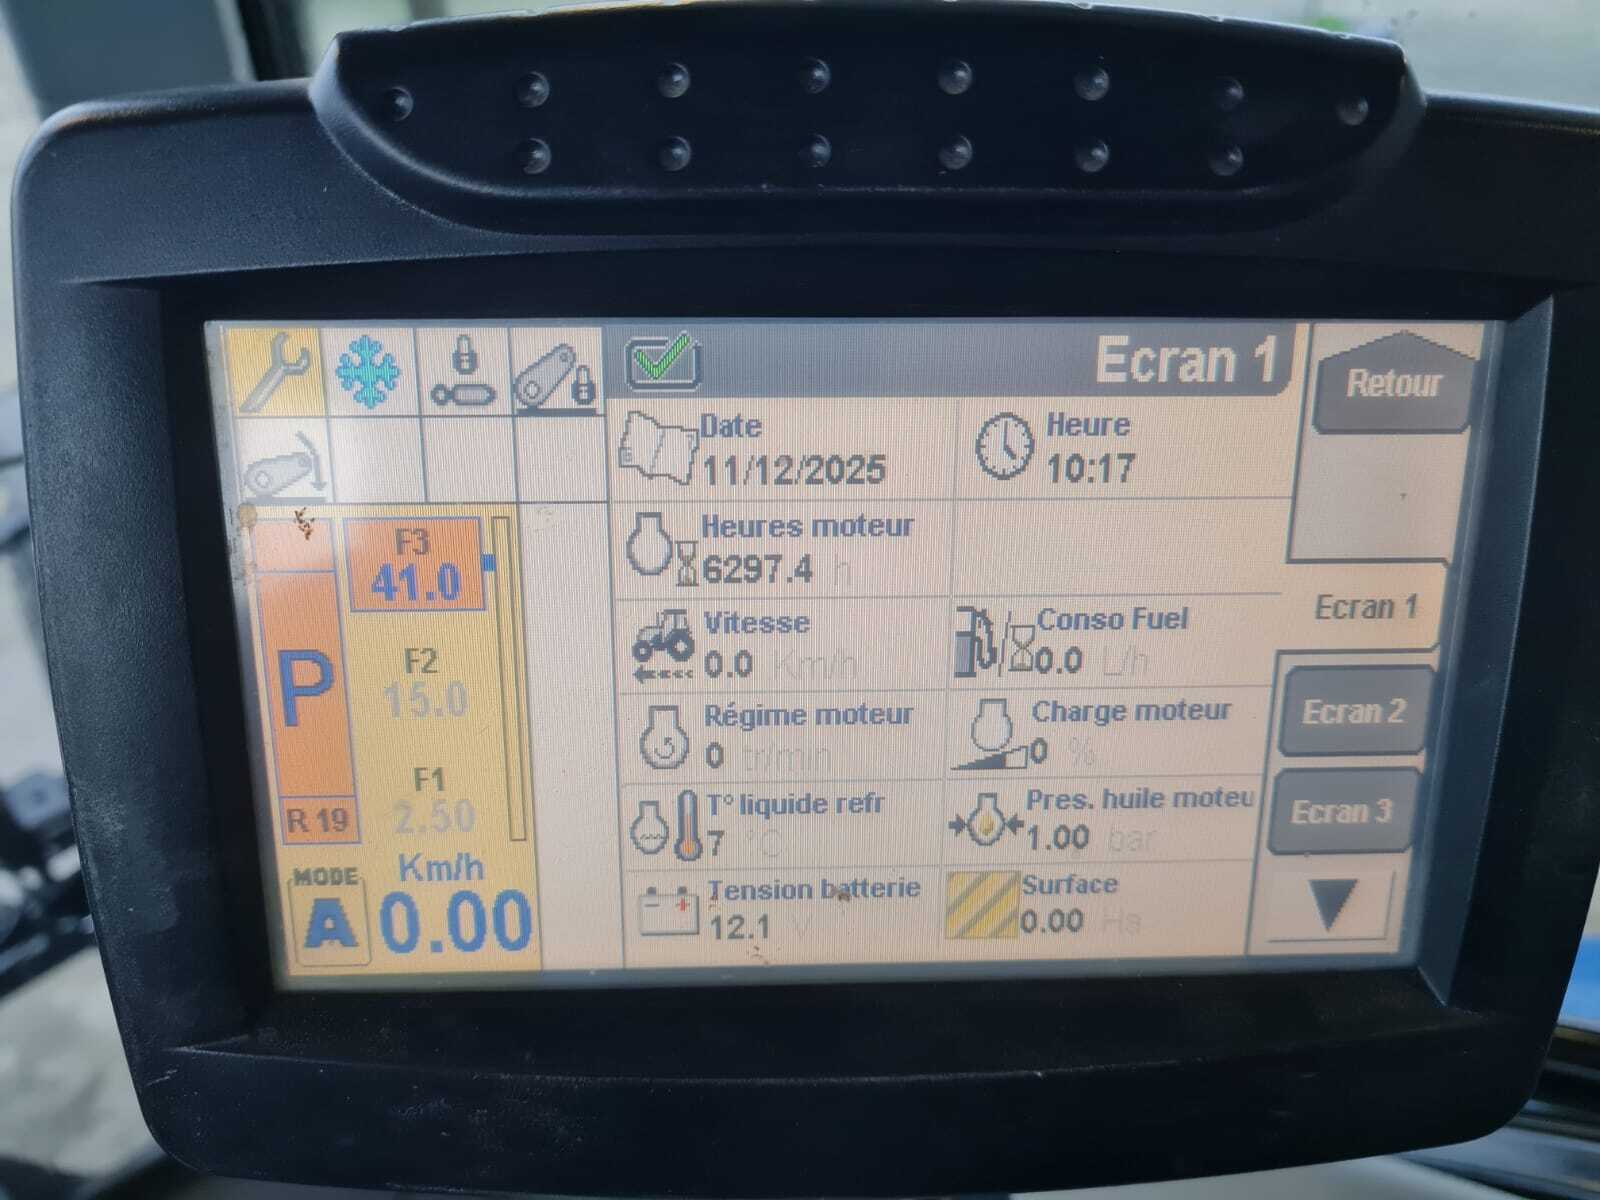 Ecran 1
Retour
Date
11/12/2025
Heure
10:17
Heures moteur
6297.4 h
Vitesse
0.0 Km/h
Conso Fuel
0.0 L/h
Régime moteur
0 tr/min
Charge moteur
0 %
T° liquide refr
7 °C
Pres. huile moteu
1.00 bar
Tension batterie
12.1 V
Surface
0.00 Ha
Ecran 1
Ecran 2
Ecran 3
F3
41.0
F2
15.0
F1
2.50
P
R 19
MODE
A
Km/h
0.00